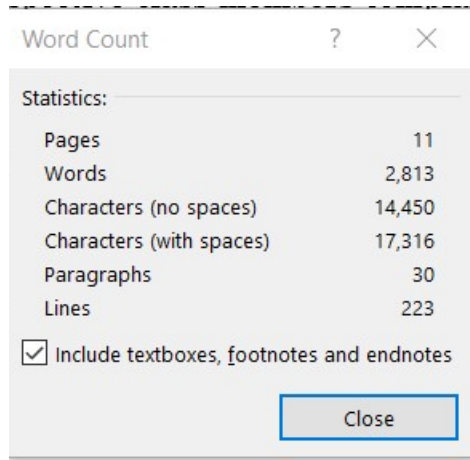 Word Count ? ×
Statistics:
Pages 11
Words 2,813
Characters (no spaces) 14,450
Characters (with spaces) 17,316
Paragraphs 30
Lines 223
Include textboxes, footnotes and endnotes
Close